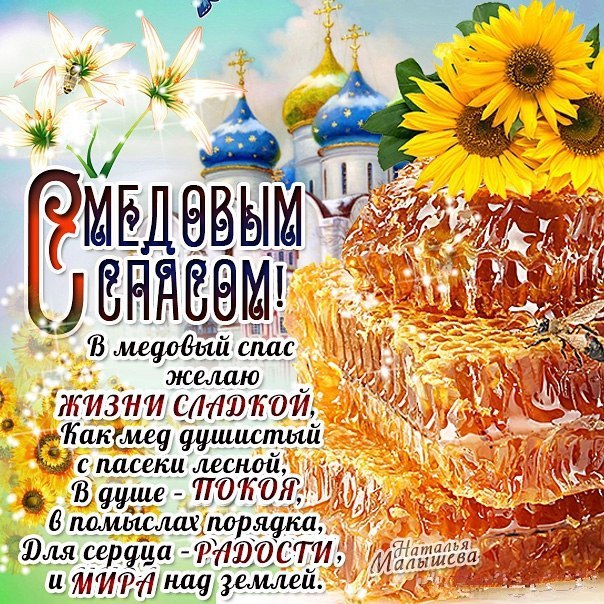 С МЕДОВЫМ
СПАСОМ!
В медовый спас
желаю
ЖИЗНИ СЛАДКОЙ,
Как мед душистый
с пасеки лесной,
В душе - ПОКОЯ,
в помыслах порядка,
Для сердца - РАДОСТИ,
и МИРА над землей.
Наталья
Малышева